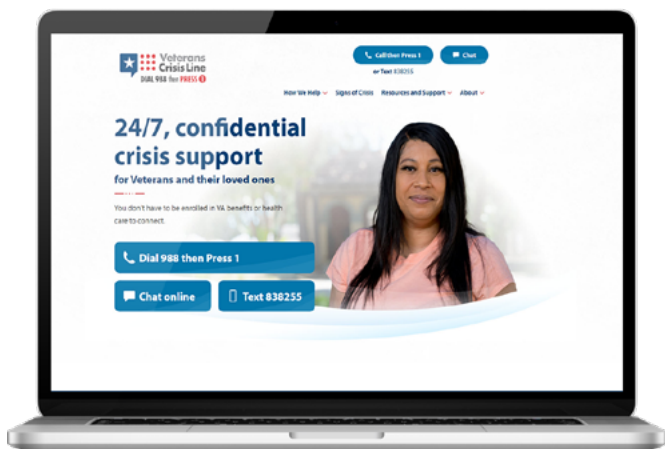 Veterans
Crisis Line
DIAL 988 then PRESS 1
Call then Press 1
Chat
or Text 838255
How We Help
Signs of Crisis
Resources and Support
About
24/7, confidential
crisis support
for Veterans and their loved ones
You don't have to be enrolled in VA benefits or health
care to connect.
Dial 988 then Press 1
Chat online
Text 838255